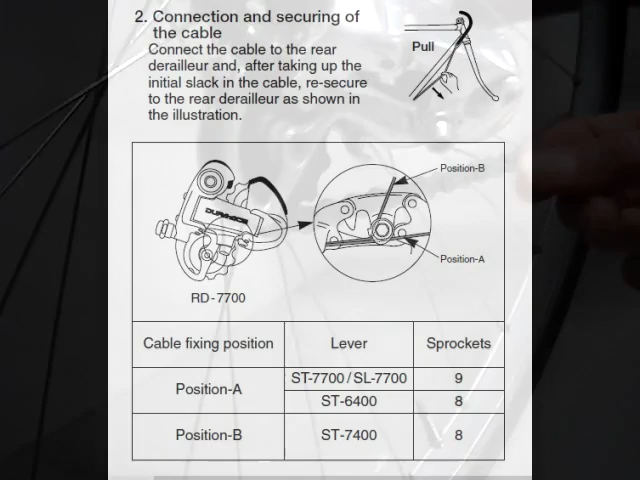 2. Connection and securing of
the cable
Connect the cable to the rear
derailleur and, after taking up the
initial slack in the cable, re-secure
to the rear derailleur as shown in
the illustration.
Pull
Position-B
DURA-ACE
Position-A
RD-7700
Cable fixing position Lever Sprockets
Position-A ST-7700/SL-7700 9
ST-6400 8
Position-B ST-7400 8